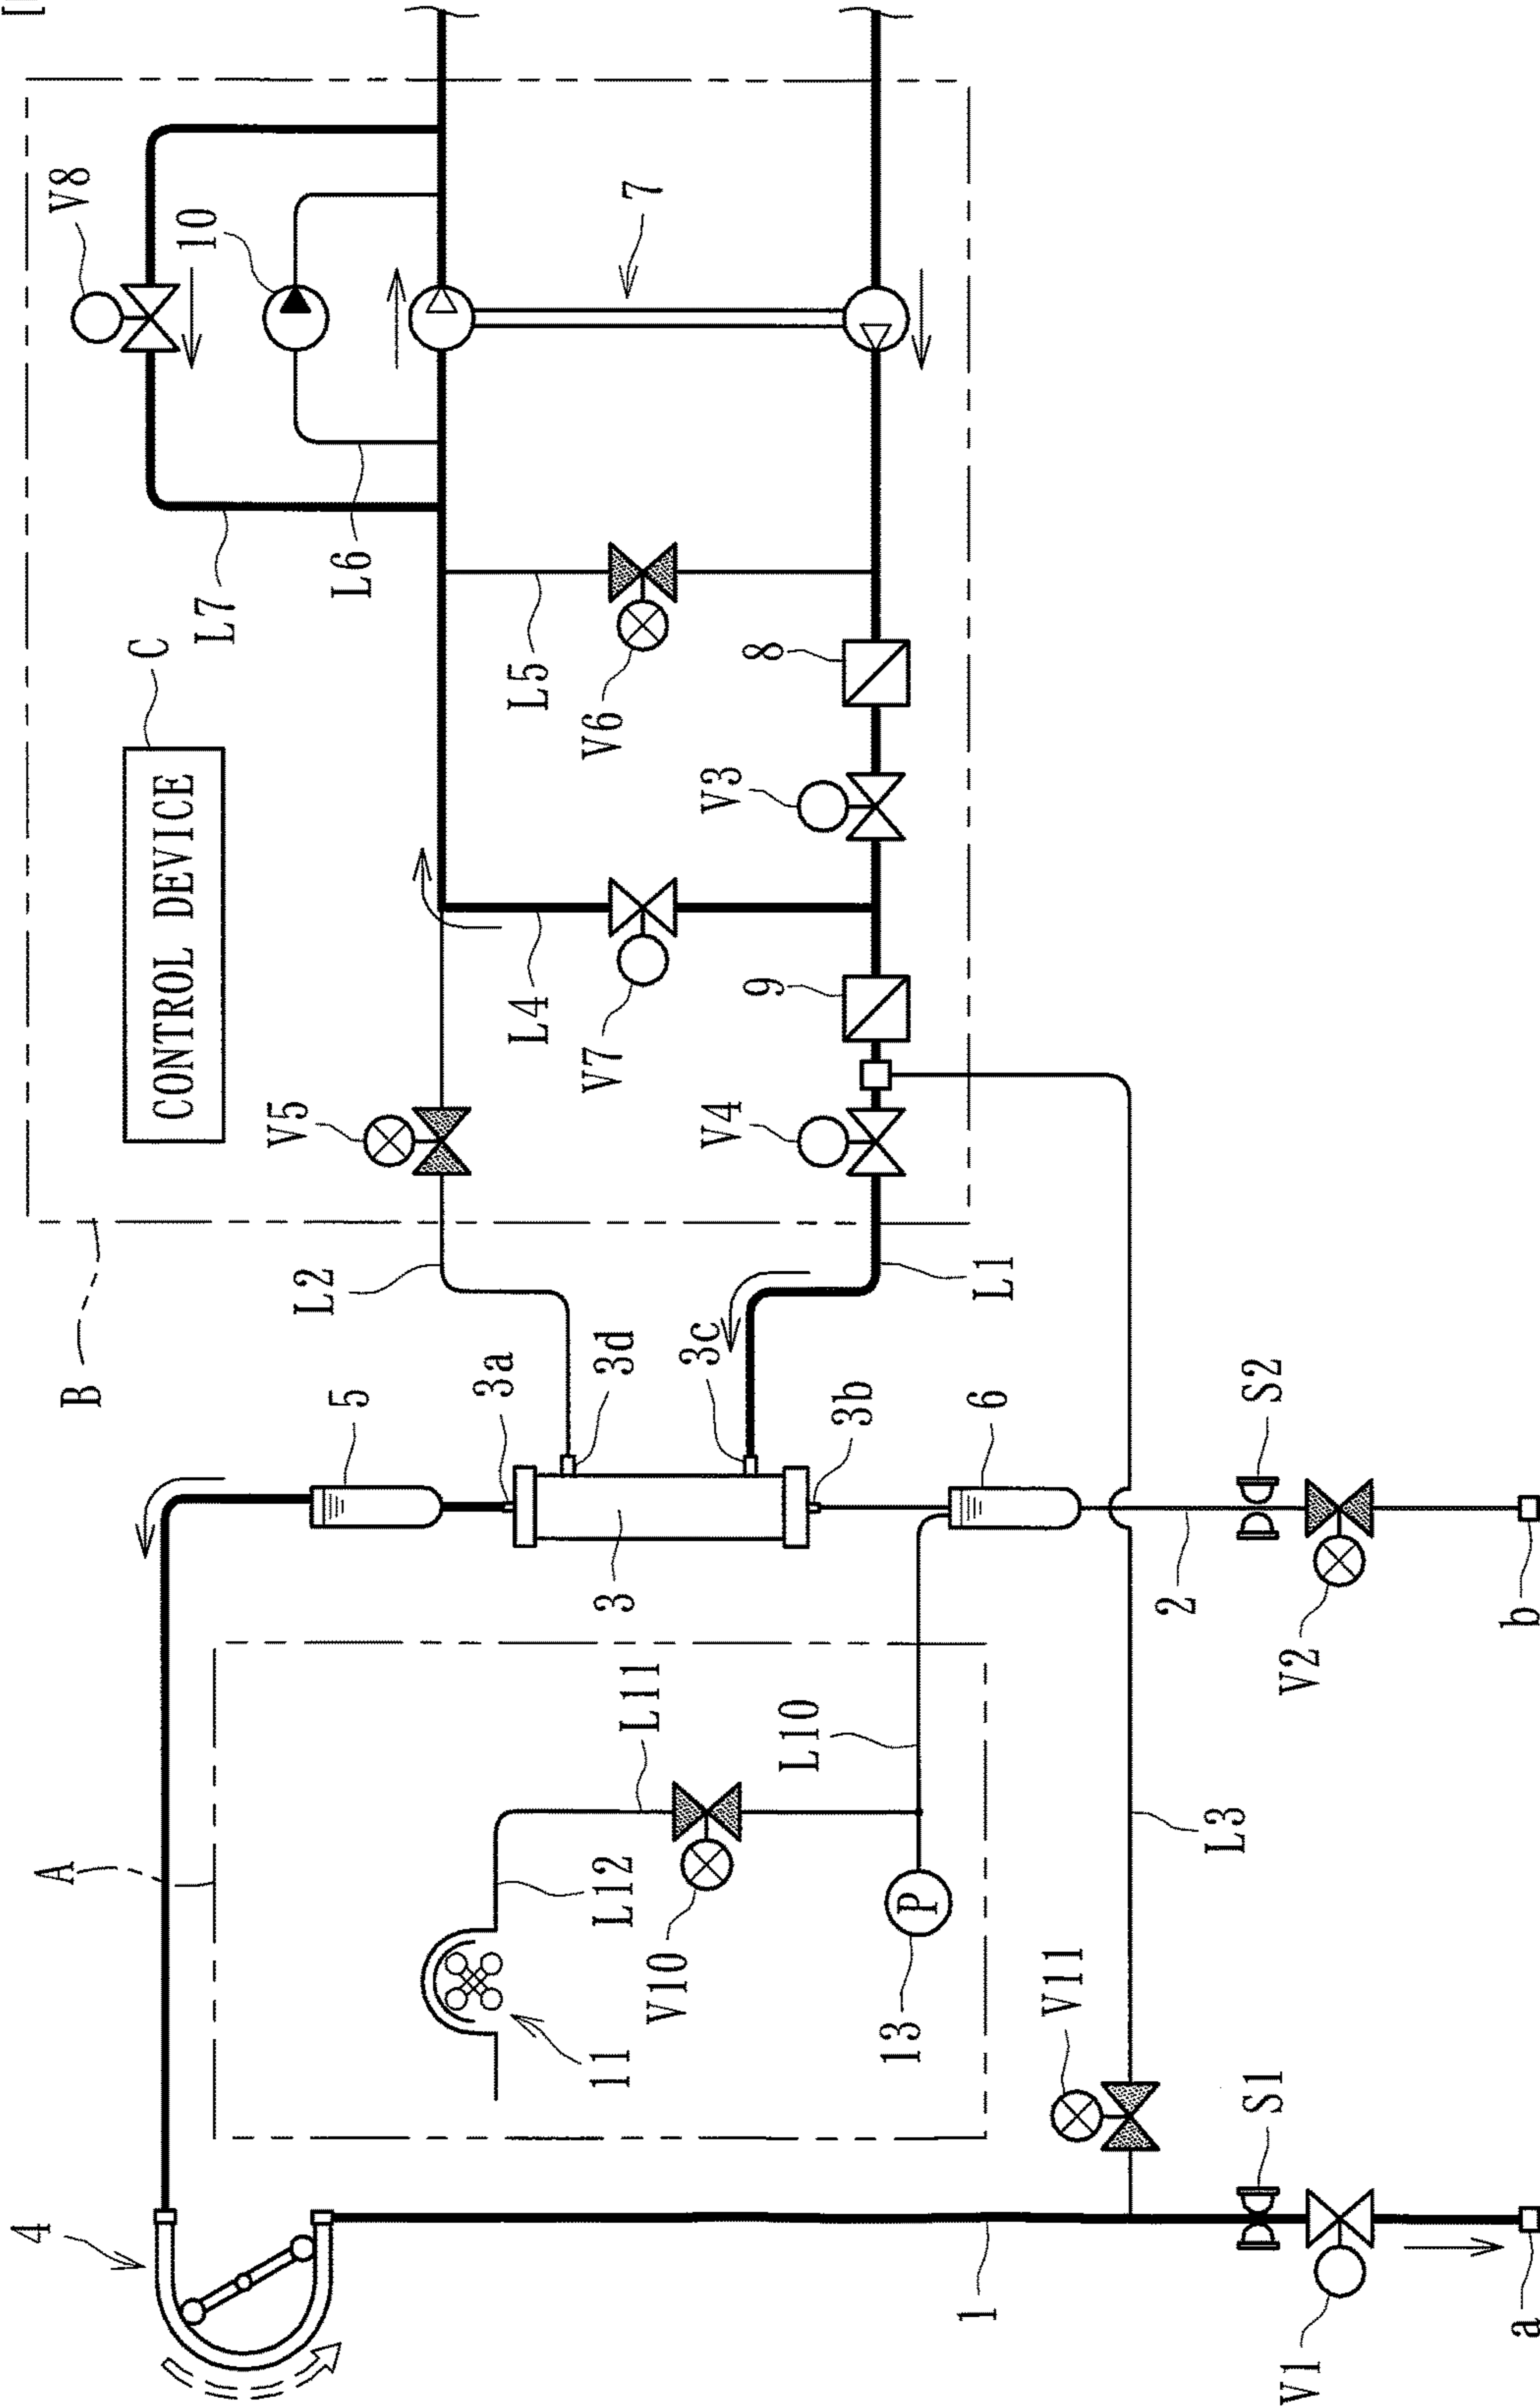 V8
10
7
L7
L6
C
CONTROL DEVICE
L5
V6
8
V3
L4
V7
9
V5
V4
B
L2
L1
3a
3d
3c
3b
5
6
S2
3
2
V2
b
A
L11
L10
L12
V10
L3
11
13
P
V11
S1
4
1
V1
a